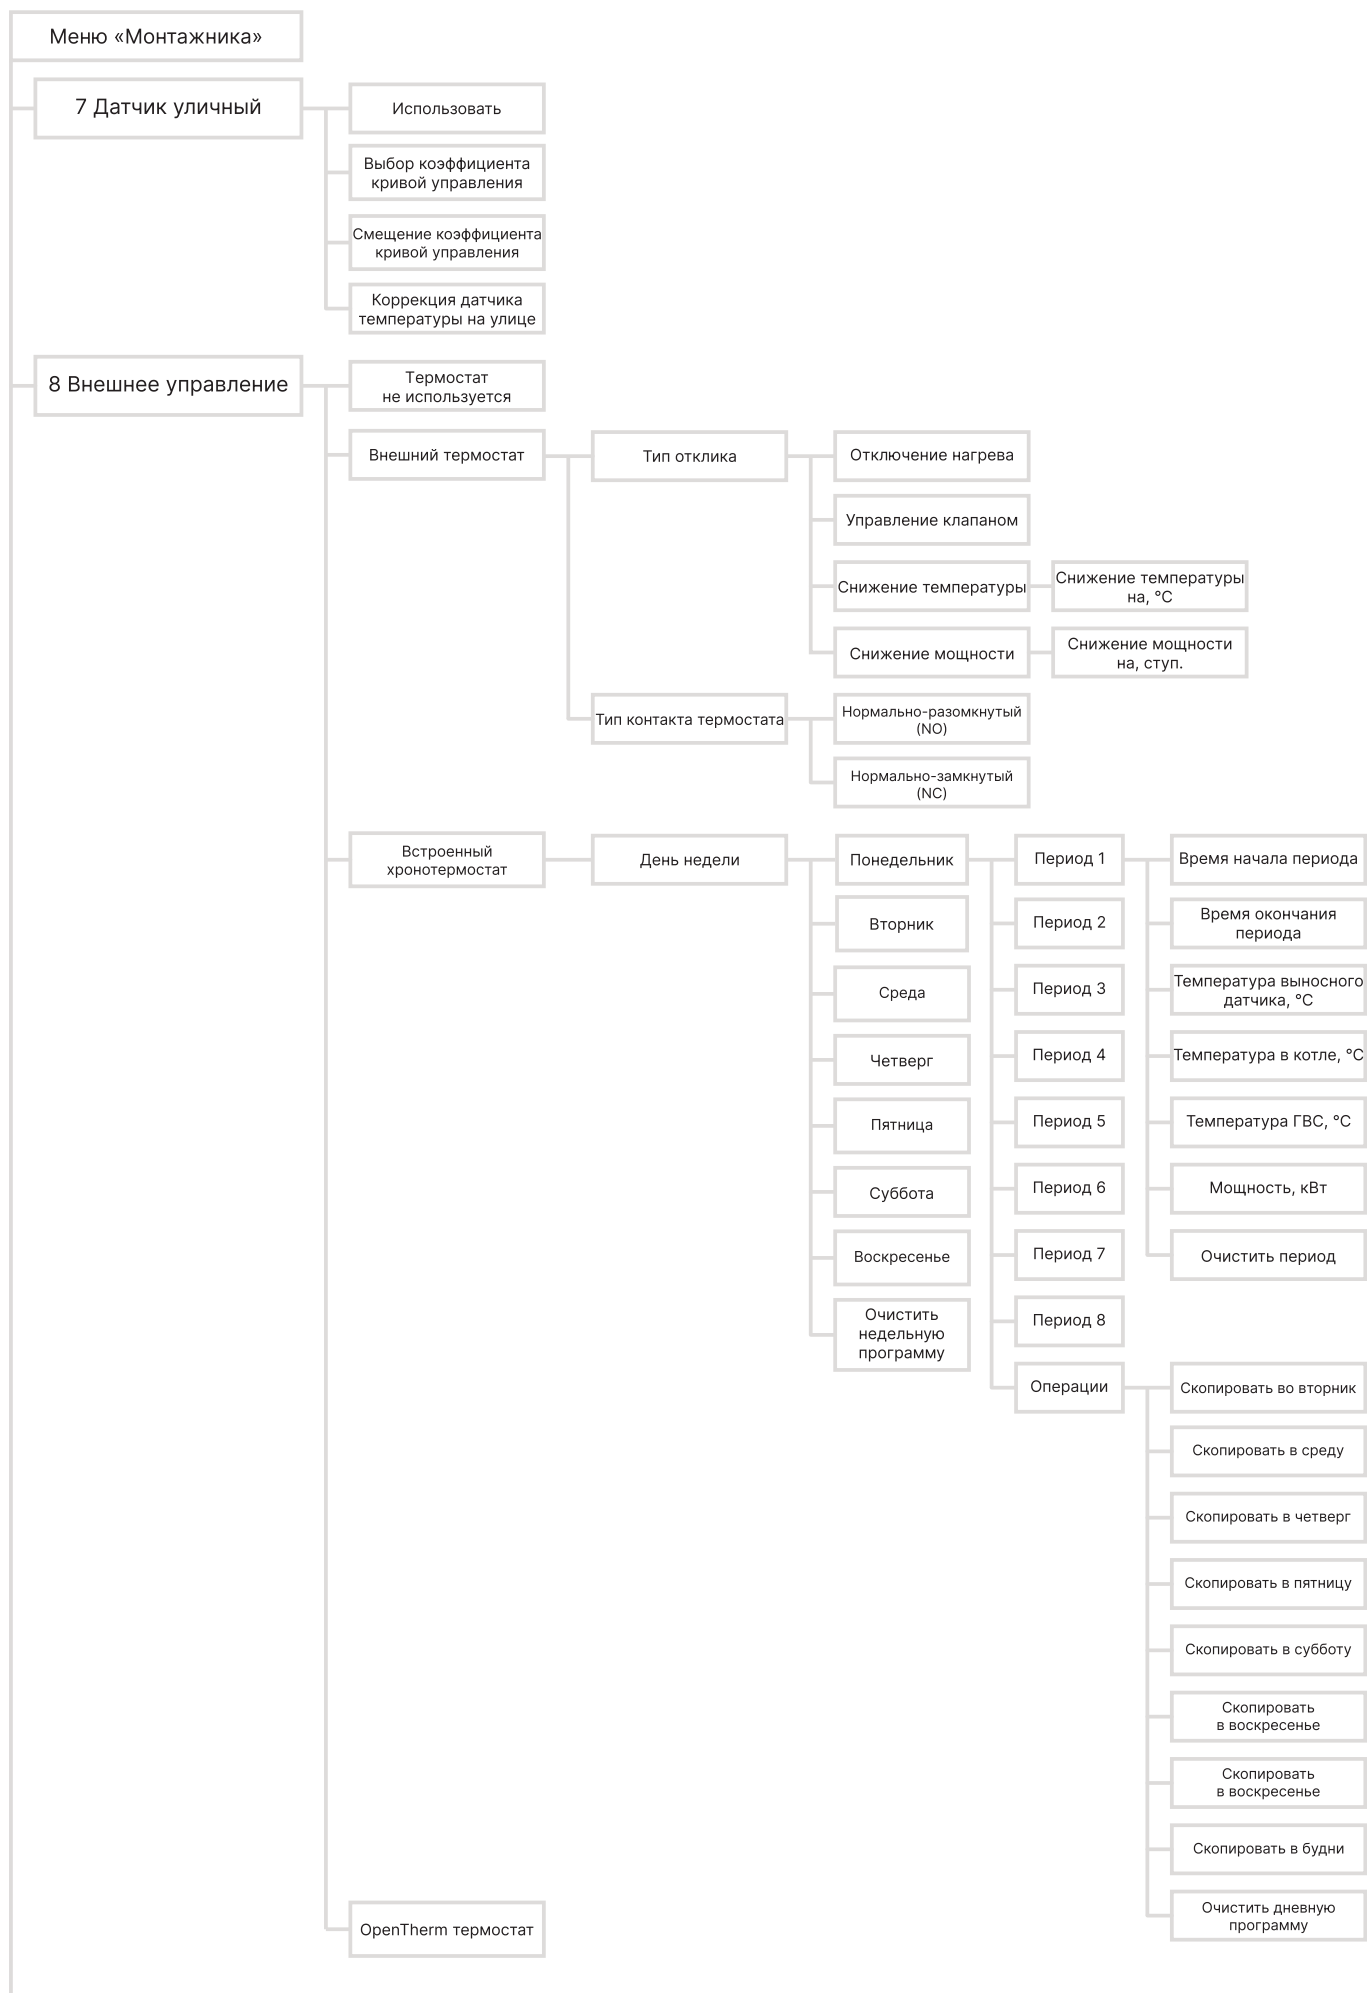 Меню «Монтажника»
7 Датчик уличный
Использовать
Выбор коэффициента
кривой управления
Смещение коэффициента
кривой управления
Коррекция датчика
температуры на улице
8 Внешнее управление
Термостат
не используется
Внешний термостат
Тип отклика
Отключение нагрева
Управление клапаном
Снижение температуры
Снижение температуры
на, °C
Снижение мощности
Снижение мощности
на, ступ.
Тип контакта термостата
Нормально-разомкнутый
(NO)
Нормально-замкнутый
(NC)
Встроенный
хронотермостат
День недели
Понедельник
Вторник
Среда
Четверг
Пятница
Суббота
Воскресенье
Очистить
недельную
программу
Период 1
Период 2
Период 3
Период 4
Период 5
Период 6
Период 7
Период 8
Операции
Время начала периода
Время окончания
периода
Температура выносного
датчика, °C
Температура в котле, °C
Температура ГВС, °C
Мощность, кВт
Очистить период
Скопировать во вторник
Скопировать в среду
Скопировать в четверг
Скопировать в пятницу
Скопировать в субботу
Скопировать
в воскресенье
Скопировать
в воскресенье
Скопировать в будни
Очистить дневную
программу
OpenTherm термостат